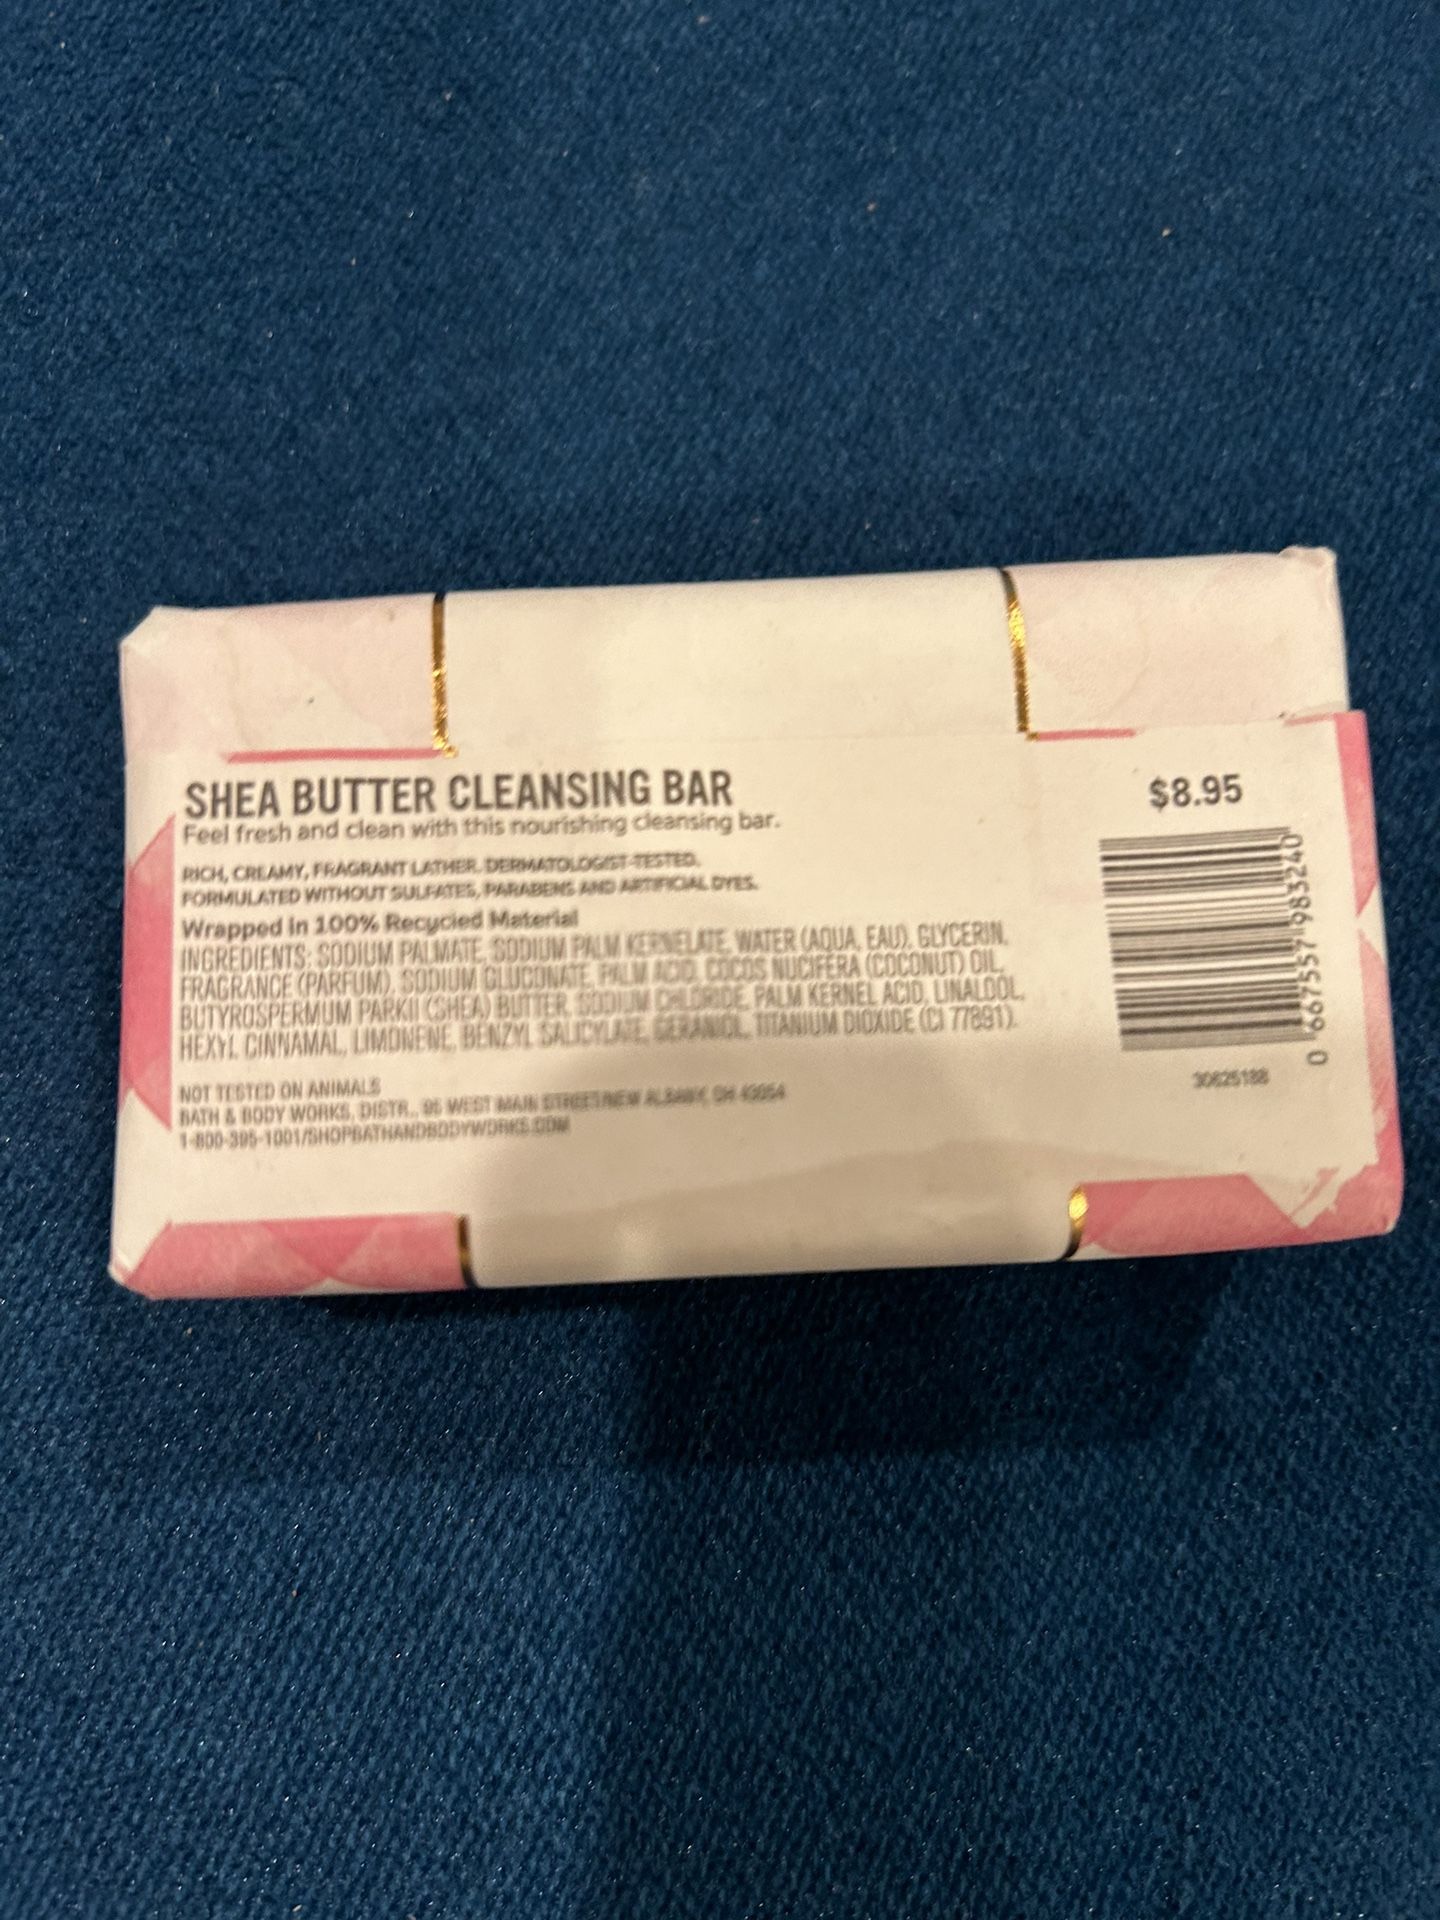 SHEA BUTTER CLEANSING BAR
Feel fresh and clean with this nourishing cleansing bar.
RICH, CREAMY, FRAGRANT LATHER. DERMATOLOGIST-TESTED.
FORMULATED WITHOUT SULFATES, PARABENS AND ARTIFICIAL DYES.
Wrapped in 100% Recycled Material
INGREDIENTS: SODIUM PALMATE, SODIUM PALM KERNELATE, WATER (AQUA, EAU), GLYCERIN,
FRAGRANCE (PARFUM), SODIUM GLUCONATE, PALM ACID, COCOS NUCIFERA (COCONUT) OIL,
BUTYROSPERMUM PARKII (SHEA) BUTTER, SODIUM CHLORIDE, PALM KERNEL ACID, LINALOOL,
HEXYL CINNAMAL, LIMONENE, BENZYL SALICYLATE, GERANIOL, TITANIUM DIOXIDE (CI 77891).
NOT TESTED ON ANIMALS
BATH & BODY WORKS, DISTR., 95 WEST MAIN STREET/NEW ALBANY, OH 43054
1-800-395-1001/SHOPBATHANDBODYWORKS.COM
$8.95
0 667557 983240
30625188